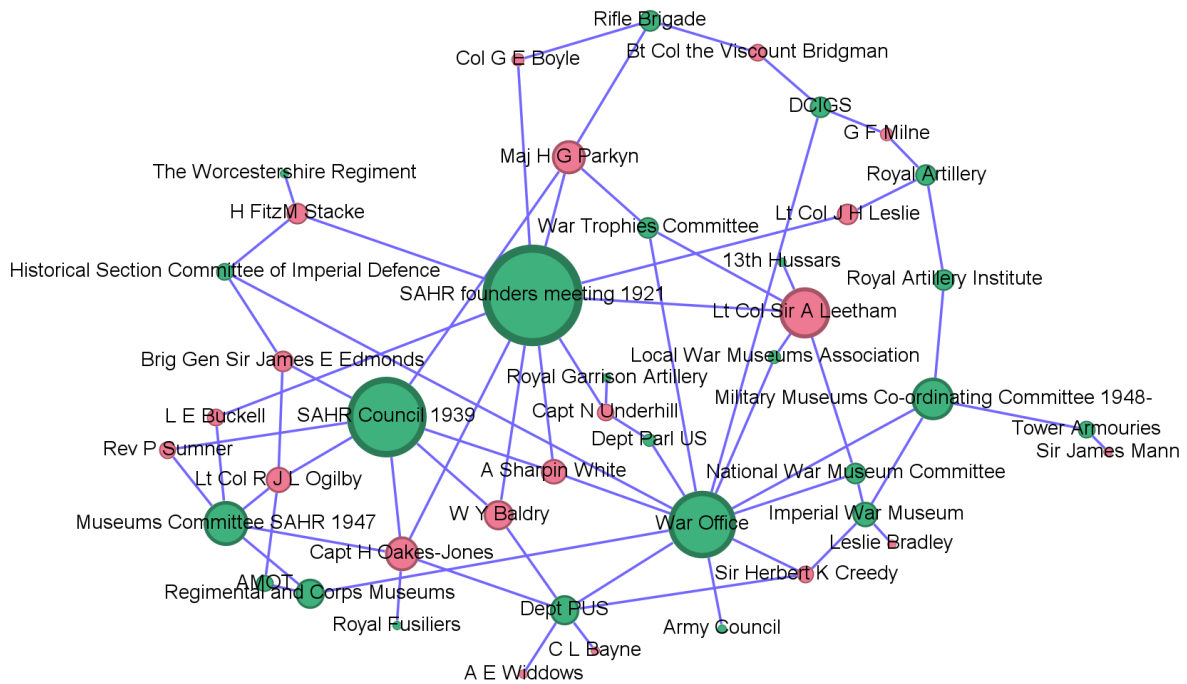 Rifle Brigade
Col G E Boyle
Bt Col the Viscount Bridgman
DCIGS
G F Milne
Maj H G Parkyn
The Worcestershire Regiment
Royal Artillery
H FitzM Stacke
Lt Col J H Leslie
War Trophies Committee
13th Hussars
Historical Section Committee of Imperial Defence
Royal Artillery Institute
SAHR founders meeting 1921
Lt Col Sir A Leetham
Brig Gen Sir James E Edmonds
Local War Museums Association
Royal Garrison Artillery
Military Museums Co-ordinating Committee 1948-
L E Buckell
SAHR Council 1939
Capt N Underhill
Tower Armouries
Dept Parl US
Rev P Sumner
Sir James Mann
Lt Col R J L Ogilby
A Sharpin White
National War Museum Committee
W Y Baldry
Imperial War Museum
Museums Committee SAHR 1947
War Office
Leslie Bradley
Capt H Oakes-Jones
Sir Herbert K Creedy
AMOT
Regimental and Corps Museums
Dept PUS
Royal Fusiliers
Army Council
C L Bayne
A E Widdows